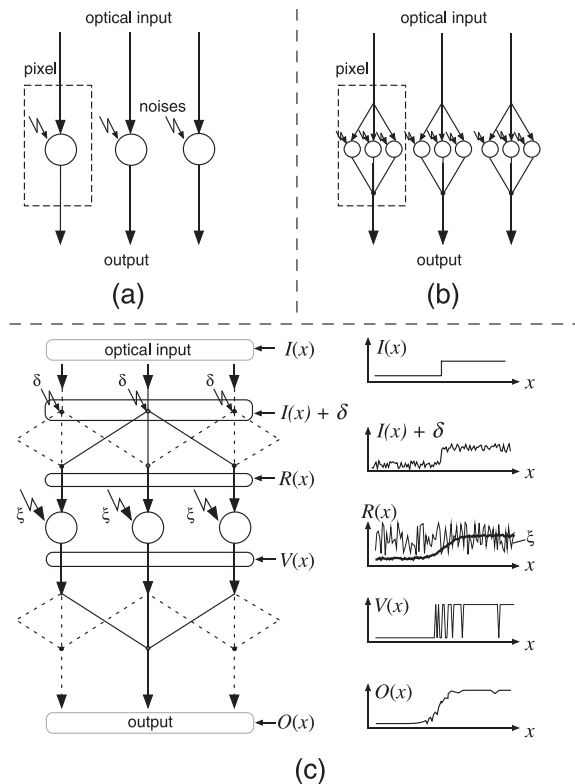 optical input
pixel
noises
output
(a)
optical input
pixel
output
(b)
optical input
I(x)
δ δ δ
I(x) + δ
R(x)
ξ ξ ξ
V(x)
output
O(x)
I(x)
x
I(x) + δ
x
R(x)
ξ
x
V(x)
x
O(x)
x
(c)